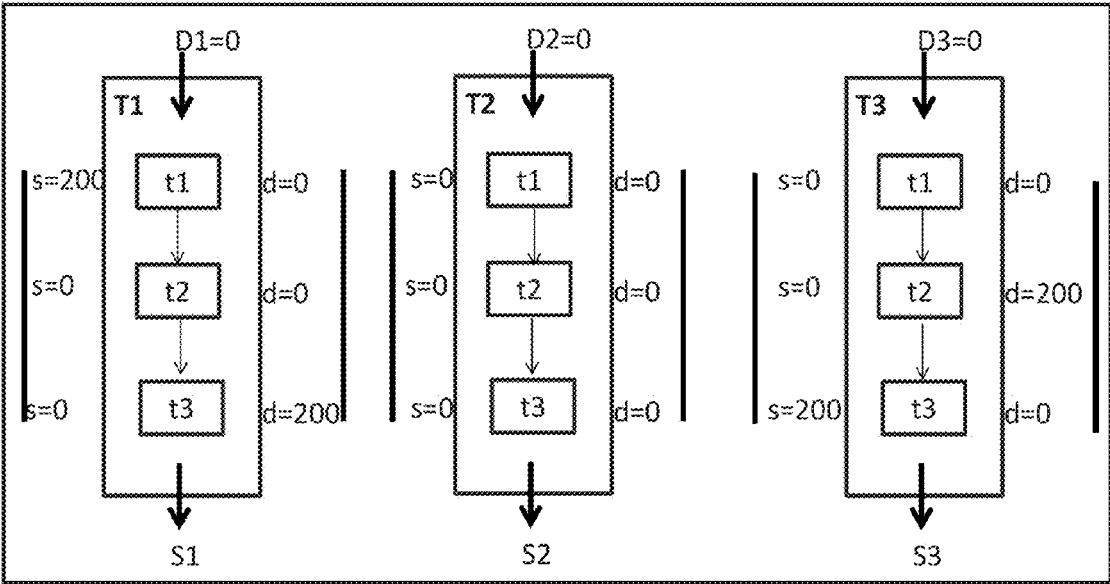 D1=0
T1
s=200
t1
d=0
s=0
t2
d=0
s=0
t3
d=200
S1
D2=0
T2
s=0
t1
d=0
s=0
t2
d=0
s=0
t3
d=0
S2
D3=0
T3
s=0
t1
d=0
s=0
t2
d=200
s=200
t3
d=0
S3